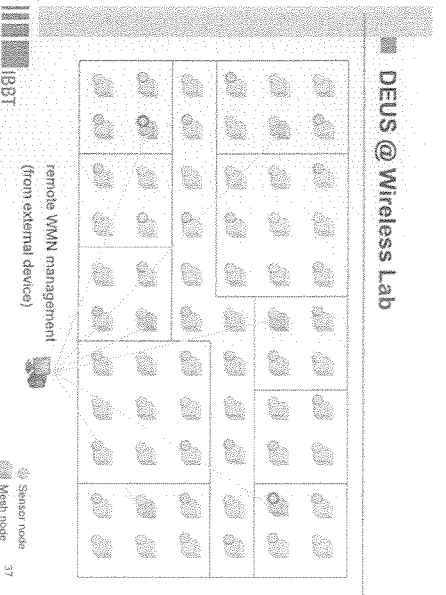 DEUS @ Wireless Lab
remote WMN management
(from external device)
Sensor node
Mesh node
37
IBBT